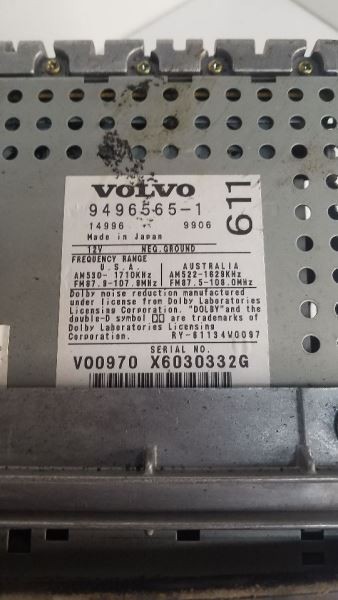 VOLVO
9496565-1
611
14996 9906
Made in Japan
12V NEG.GROUND
FREQUENCY RANGE
U.S.A. AUSTRALIA
AM530- 1710KHz AM522-1629KHz
FM87.9-107.9MHz FM87.5-108.0MHz
Dolby noise reduction manufactured
under license from Dolby Laboratories
Licensing Corporation. "DOLBY"and the
double-D symbol are trademarks of
Dolby Laboratories Licensing
Corporation. RY-61134W0097
SERIAL NO.
V00970 X6030332G